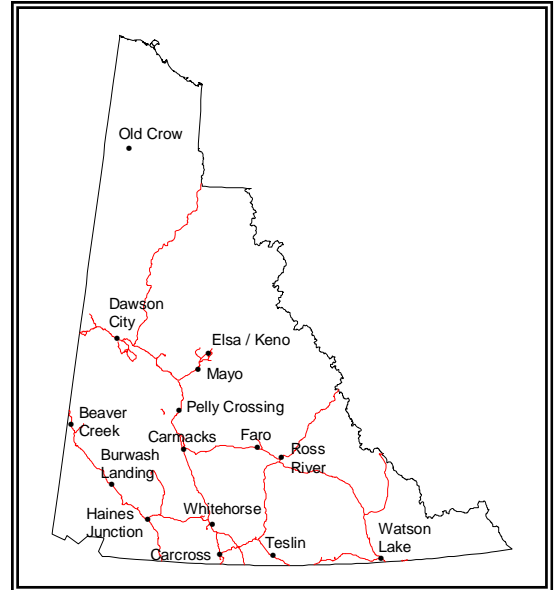 Old Crow
Dawson
City
Elsa / Keno
Mayo
Pelly Crossing
Beaver
Creek
Carmacks
Faro
Ross
River
Burwash
Landing
Haines
Junction
Whitehorse
Carcross
Teslin
Watson
Lake